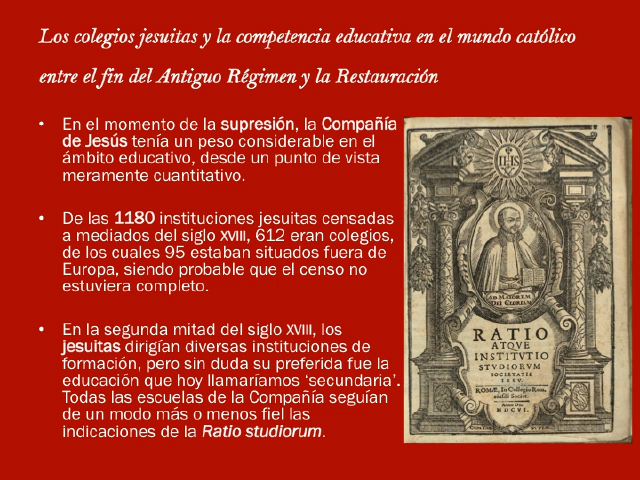 Los colegios jesuitas y la competencia educativa en el mundo católico
entre el fin del Antiguo Régimen y la Restauración
• En el momento de la supresión, la Compañía
de Jesús tenía un peso considerable en el
ámbito educativo, desde un punto de vista
meramente cuantitativo.
• De las 1180 instituciones jesuitas censadas
a mediados del siglo XVIII, 612 eran colegios,
de los cuales 95 estaban situados fuera de
Europa, siendo probable que el censo no
estuviera completo.
• En la segunda mitad del siglo XVIII, los
jesuitas dirigían diversas instituciones de
formación, pero sin duda su preferida fue la
educación que hoy llamaríamos ‘secundaria’.
Todas las escuelas de la Compañía seguían
de un modo más o menos fiel las
indicaciones de la Ratio studiorum.
IHS
AD MAIOREM
DEI GLORIAM
RATIO
ATQVE
INSTITVTIO
STVDIORVM
SOCIETATIS
IESV.
ROMÆ, In Collegio Rom.
MDCVI.